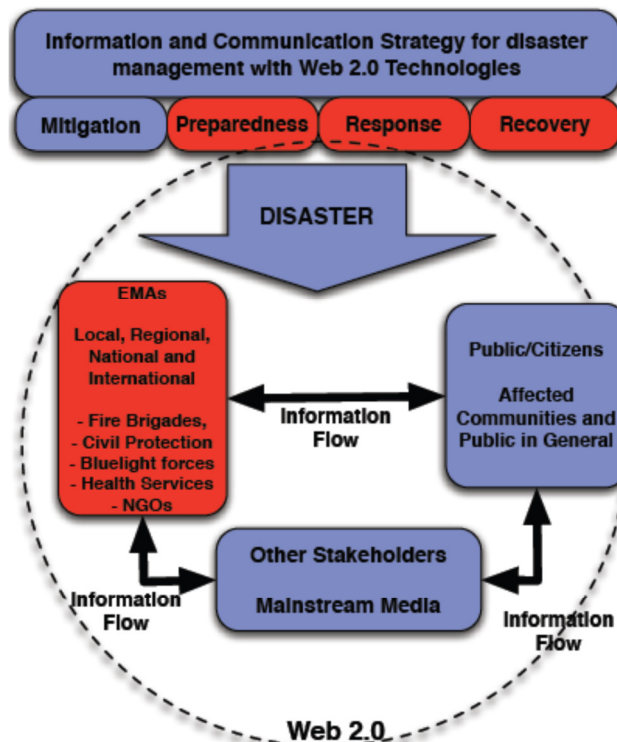 Information and Communication Strategy for disaster
management with Web 2.0 Technologies
Mitigation
Preparedness
Response
Recovery
DISASTER
EMAs
Local, Regional,
National and
International
- Fire Brigades,
- Civil Protection
- Bluelight forces
- Health Services
- NGOs
Information
Flow
Public/Citizens
Affected
Communities and
Public in General
Other Stakeholders
Mainstream Media
Information
Flow
Information
Flow
Web 2.0